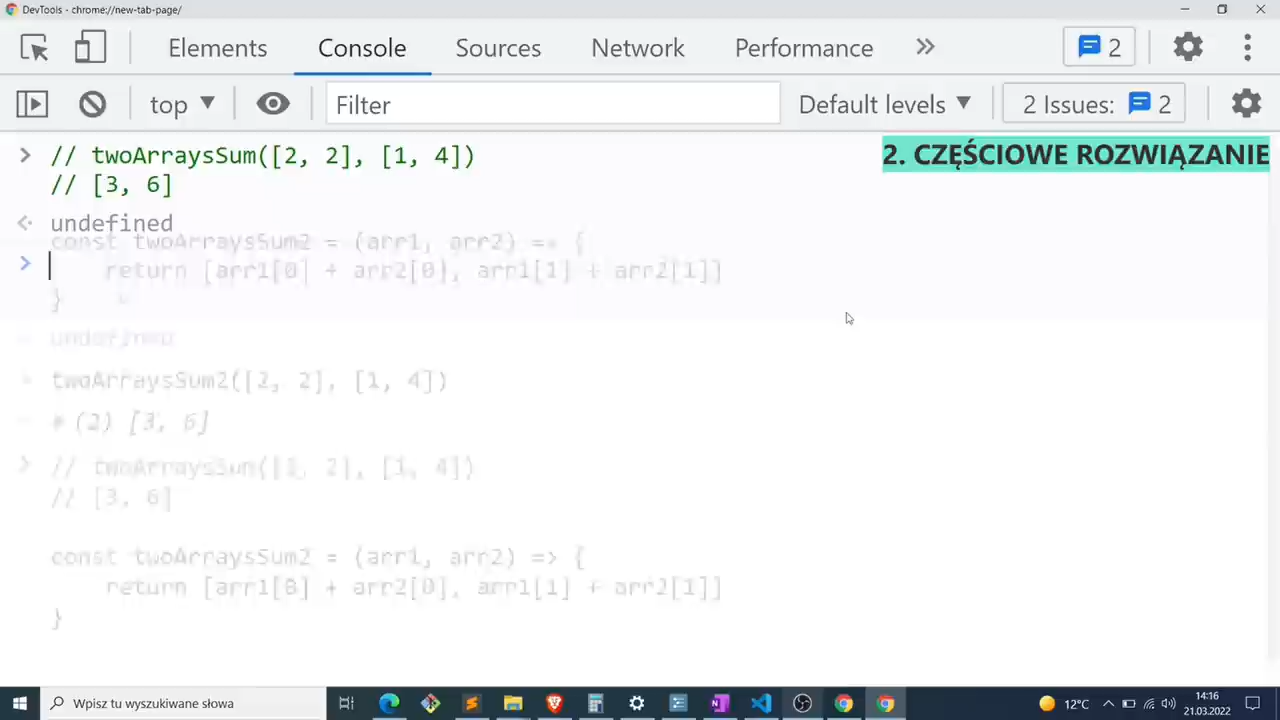 DevTools - chrome://new-tab-page/
Elements Console Sources Network Performance » 2
top Filter Default levels 2 Issues: 2
> // twoArraysSum([2, 2], [1, 4])
2. CZĘŚCIOWE ROZWIĄZANIE
// [3, 6]
undefined
const twoArraysSum2 = (arr1, arr2) => {
>
return [arr1[0] + arr2[0], arr1[1] + arr2[1]]
}
undefined
twoArraysSum2([2, 2], [1, 4])
(2) [3, 6]
// twoArraysSum([2, 2], [1, 4])
// [3, 6]
const twoArraysSum2 = (arr1, arr2) => {
return [arr1[0] + arr2[0], arr1[1] + arr2[1]]
}
Wpisz tu wyszukiwane słowa
12°C
14:16
21.03.2022